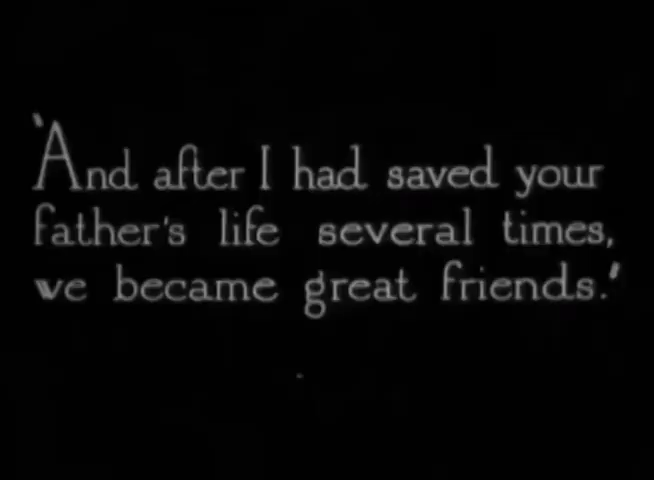 "And after I had saved your
father's life several times,
we became great friends."